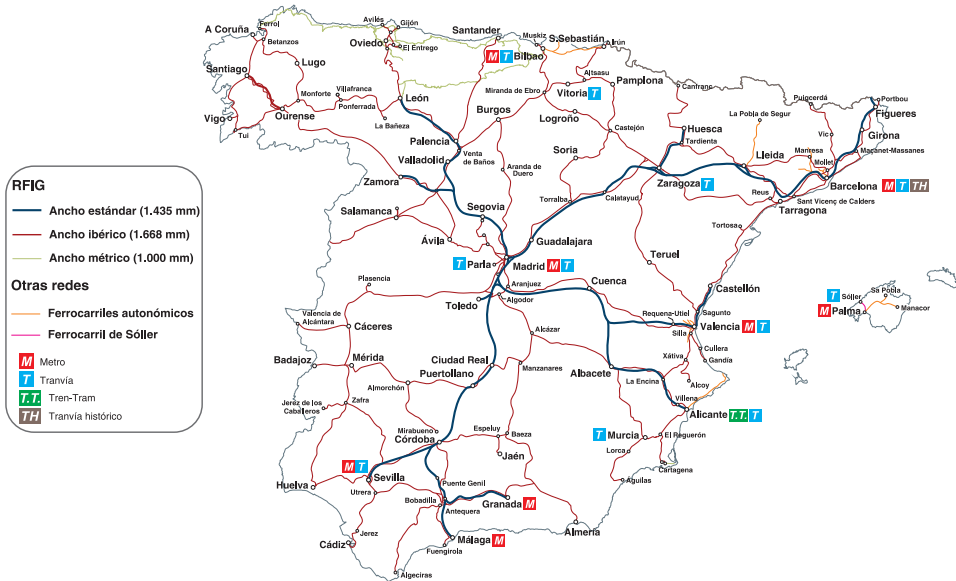 Ferrol
A Coruña
Betanzos
Avilés
Gijón
Oviedo
El Entrego
Santander
Muskiz
S.Sebastián
Irún
M T Bilbao
Lugo
Santiago
Altsasu
Pamplona
Canfranc
Vitoria T
Miranda de Ebro
Puigcerdá
Portbou
Figueres
Monforte
Villafranca
Ponferrada
León
Burgos
Logroño
Huesca
La Pobla de Segur
Vigo
Ourense
La Bañeza
Castejón
Tardienta
Vic
Girona
Tui
Palencia
Venta
de Baños
Valladolid
Soria
Lleida
Manresa
Mollet
Maçanet-Massanes
Aranda de
Duero
Zamora
Zaragoza T
Barcelona M T TH
Reus
Sant Vicenç de Calders
Tarragona
Torralba
Calatayud
Salamanca
Segovia
Ávila
Guadalajara
Tortosa
T Parla
Madrid M T
Teruel
Plasencia
Aranjuez
Cuenca
Castellón
Toledo
Algodor
Sa Pobla
T Sóller
M Palma
Manacor
Requena-Utiel
Sagunto
Valencia M T
Silla
Valencia de
Alcántara
Cáceres
Alcázar
Cullera
Gandía
Xátiva
Badajoz
Mérida
Ciudad Real
Puertollano
Manzanares
Albacete
La Encina
Alcoy
Almorchón
Villena
Jerez de los
Caballeros
Zafra
Alicante T.T. T
Mirabueno
Córdoba
Espeluy
Baeza
T Murcia
El Reguerón
Jaén
Lorca
Cartagena
M T
Sevilla
Huelva
Utrera
Puente Genil
Águilas
Bobadilla
Granada M
Antequera
Jerez
Cádiz
Málaga M
Almería
Fuengirola
Algeciras
RFIG
Ancho estándar (1.435 mm)
Ancho ibérico (1.668 mm)
Ancho métrico (1.000 mm)
Otras redes
Ferrocarriles autonómicos
Ferrocarril de Sóller
M Metro
T Tranvía
T.T. Tren-Tram
TH Tranvía histórico